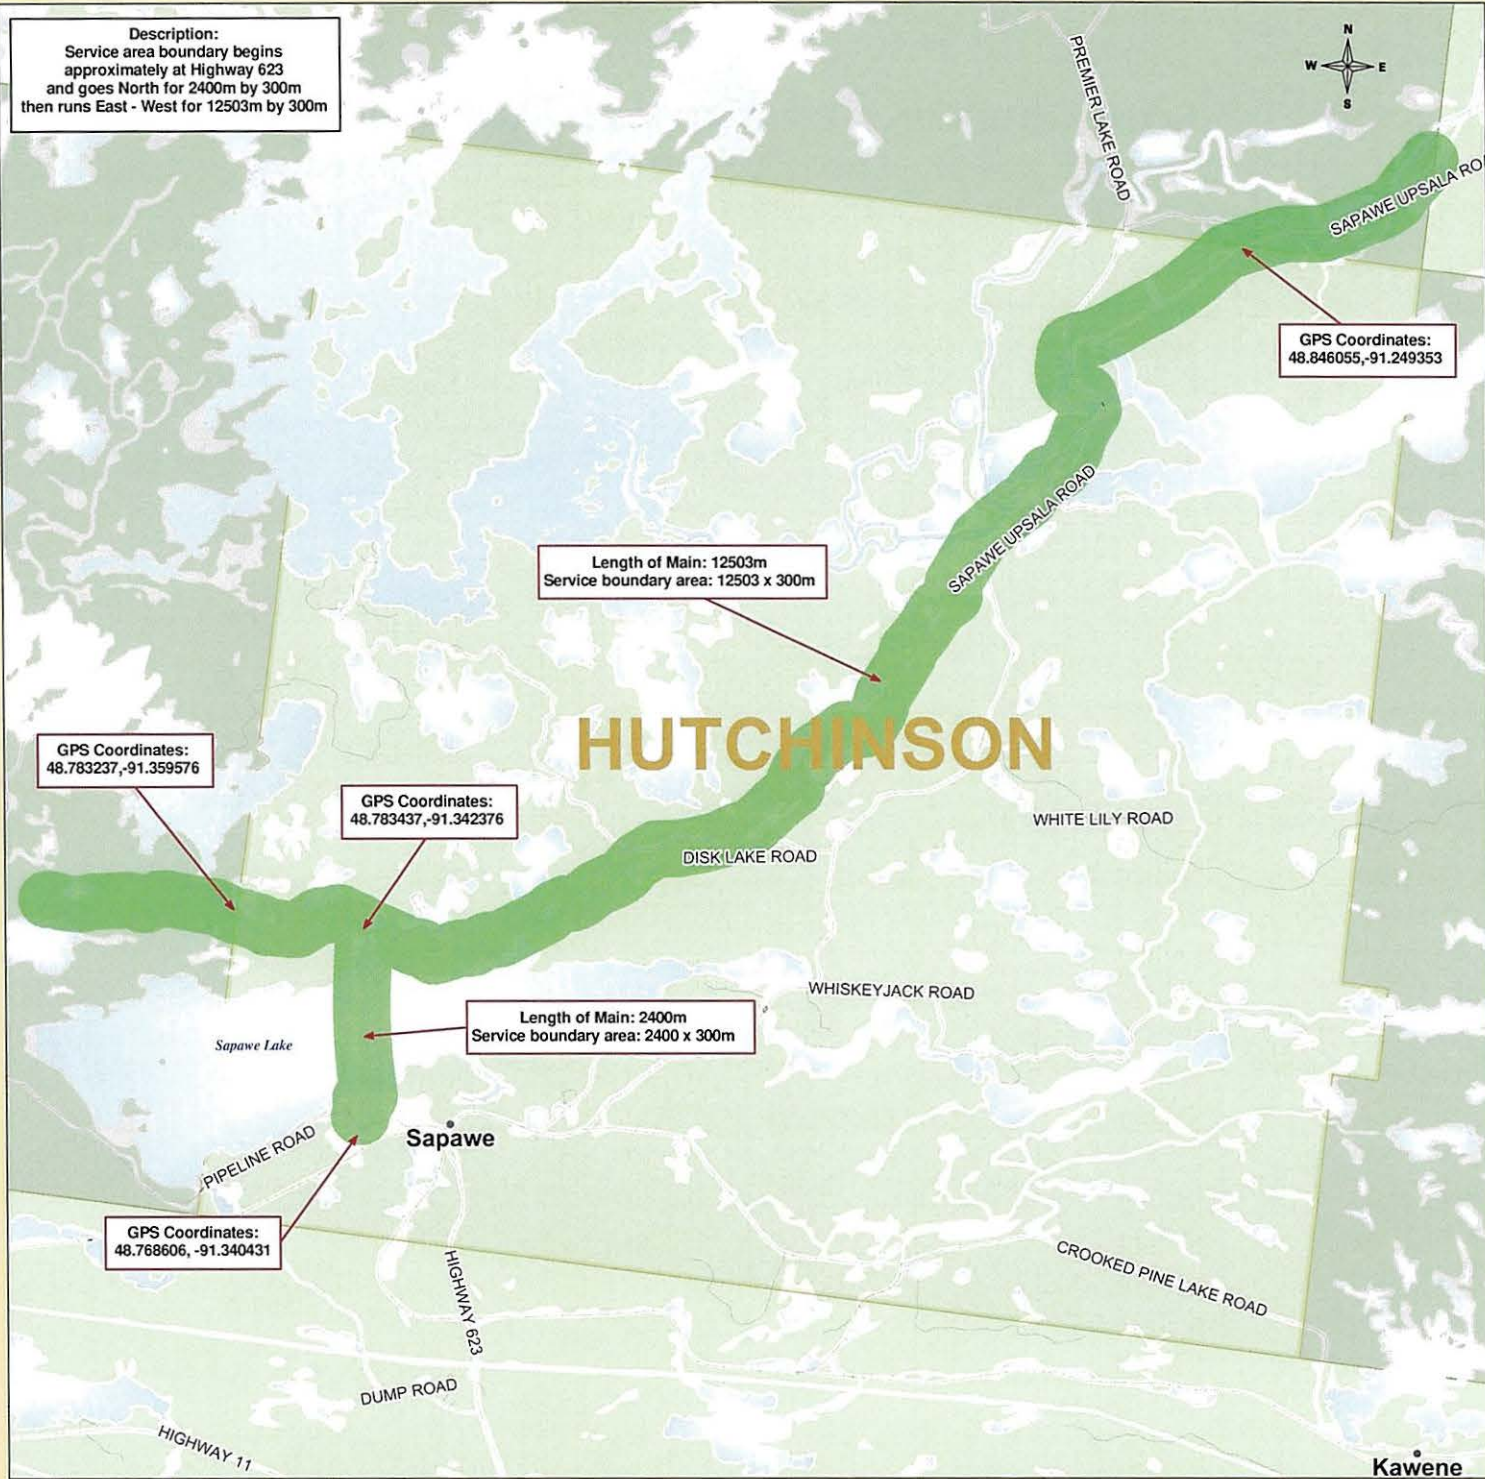 Description:
Service area boundary begins
approximately at Highway 623
and goes North for 2400m by 300m
then runs East - West for 12503m by 300m
N
W E
S
PREMIER LAKE ROAD
SAPAWE UPSALA RO
GPS Coordinates:
48.846055,-91.249353
SAPAWE UPSALA ROAD
Length of Main: 12503m
Service boundary area: 12503 x 300m
HUTCHINSON
GPS Coordinates:
48.783237,-91.359576
GPS Coordinates:
48.783437,-91.342376
WHITE LILY ROAD
DISK LAKE ROAD
WHISKEYJACK ROAD
Length of Main: 2400m
Service boundary area: 2400 x 300m
Sapawe Lake
Sapawe
PIPELINE ROAD
GPS Coordinates:
48.768606, -91.340431
HIGHWAY 623
CROOKED PINE LAKE ROAD
DUMP ROAD
HIGHWAY 11
Kawene